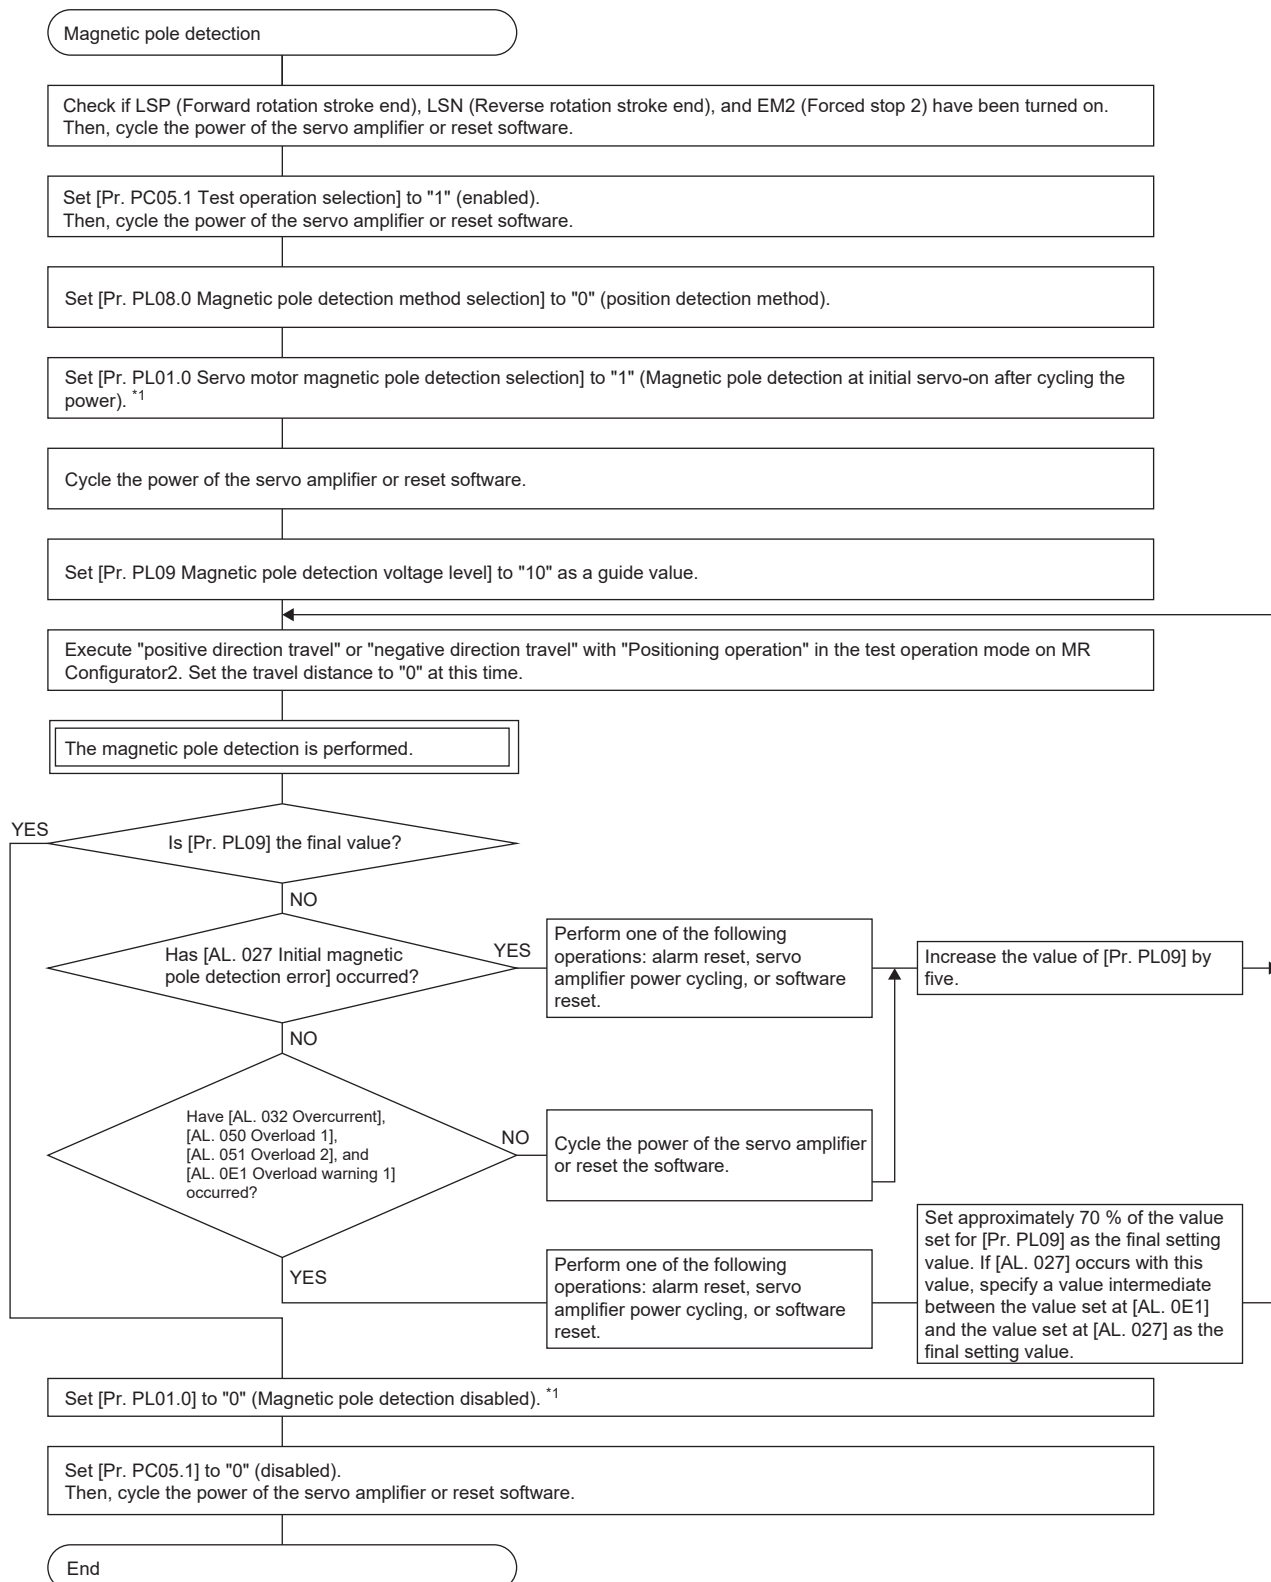 Magnetic pole detection
Check if LSP (Forward rotation stroke end), LSN (Reverse rotation stroke end), and EM2 (Forced stop 2) have been turned on.
Then, cycle the power of the servo amplifier or reset software.
Set [Pr. PC05.1 Test operation selection] to "1" (enabled).
Then, cycle the power of the servo amplifier or reset software.
Set [Pr. PL08.0 Magnetic pole detection method selection] to "0" (position detection method).
Set [Pr. PL01.0 Servo motor magnetic pole detection selection] to "1" (Magnetic pole detection at initial servo-on after cycling the
power). *1
Cycle the power of the servo amplifier or reset software.
Set [Pr. PL09 Magnetic pole detection voltage level] to "10" as a guide value.
Execute "positive direction travel" or "negative direction travel" with "Positioning operation" in the test operation mode on MR
Configurator2. Set the travel distance to "0" at this time.
The magnetic pole detection is performed.
YES
Is [Pr. PL09] the final value?
NO
Has [AL. 027 Initial magnetic
pole detection error] occurred?
YES
Perform one of the following
operations: alarm reset, servo
amplifier power cycling, or software
reset.
Increase the value of [Pr. PL09] by
five.
NO
Have [AL. 032 Overcurrent],
[AL. 050 Overload 1],
[AL. 051 Overload 2], and
[AL. 0E1 Overload warning 1]
occurred?
NO
Cycle the power of the servo amplifier
or reset the software.
YES
Perform one of the following
operations: alarm reset, servo
amplifier power cycling, or software
reset.
Set approximately 70 % of the value
set for [Pr. PL09] as the final setting
value. If [AL. 027] occurs with this
value, specify a value intermediate
between the value set at [AL. 0E1]
and the value set at [AL. 027] as the
final setting value.
Set [Pr. PL01.0] to "0" (Magnetic pole detection disabled). *1
Set [Pr. PC05.1] to "0" (disabled).
Then, cycle the power of the servo amplifier or reset software.
End